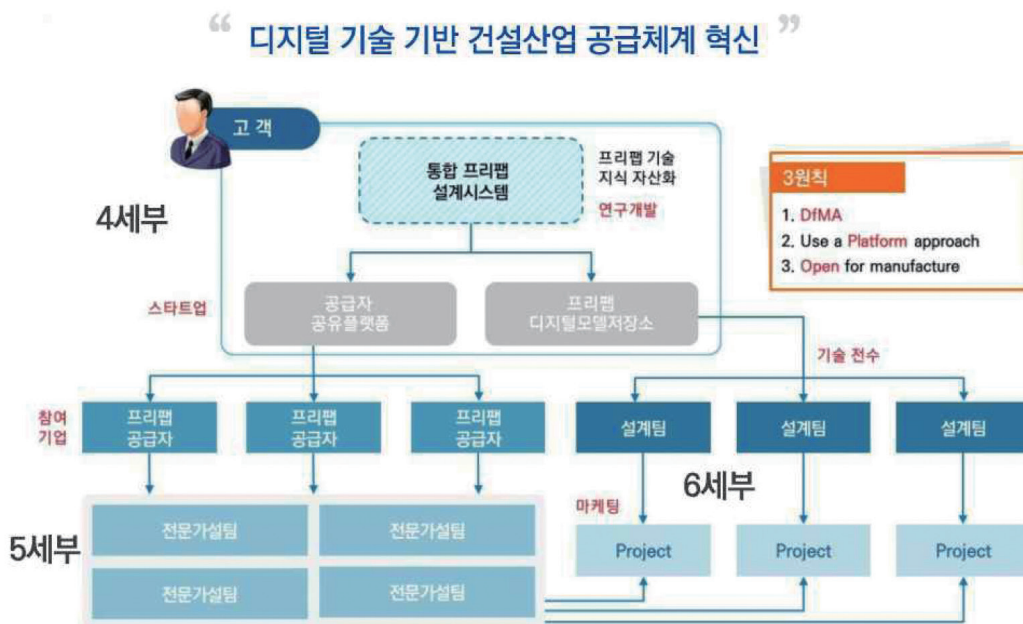 “ 디지털 기술 기반 건설산업 공급체계 혁신 ”
고 객
통합 프리팹
설계시스템
프리팹 기술
지식 자산화
연구개발
4세부
3원칙
1. DfMA
2. Use a Platform approach
3. Open for manufacture
스타트업
공급자
공유플랫폼
프리팹
디지털모델저장소
기술 전수
참여
기업
프리팹
공급자
프리팹
공급자
프리팹
공급자
설계팀
설계팀
설계팀
6세부
마케팅
5세부
전문가설팀
전문가설팀
전문가설팀
전문가설팀
Project
Project
Project